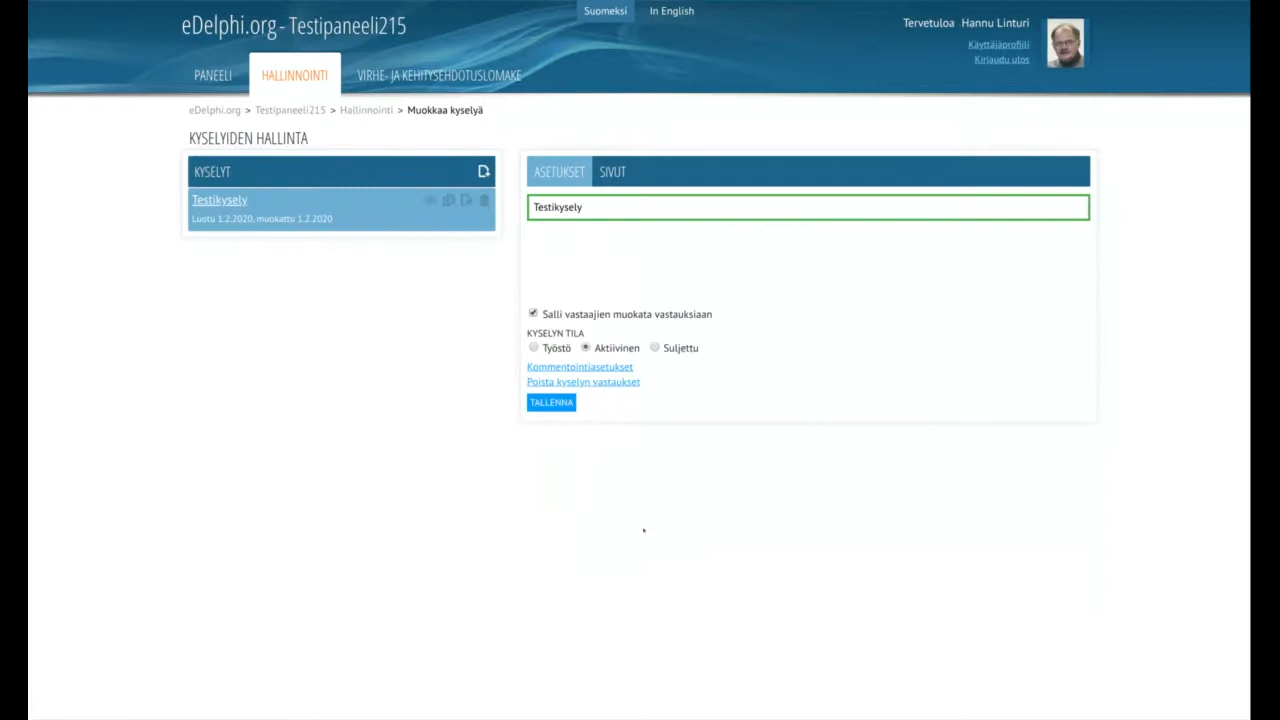 eDelphi.org - Testipaneeli215
Suomeksi
In English
Tervetuloa Hannu Linturi
Käyttäjäprofiili
Kirjaudu ulos
PANEELI
HALLINNOINTI
VIRHE- JA KEHITYSEHDOTUSLOMAKE
eDelphi.org > Testipaneeli215 > Hallinnointi > Muokkaa kyselyä
KYSELYIDEN HALLINTA
KYSELYT
Testikysely
Luotu 1.2.2020, muokattu 1.2.2020
ASETUKSET
SIVUT
Testikysely
Salli vastaajien muokata vastauksiaan
KYSELYN TILA
Työstö Aktiivinen Suljettu
Kommentointiasetukset
Poista kyselyn vastaukset
TALLENNA